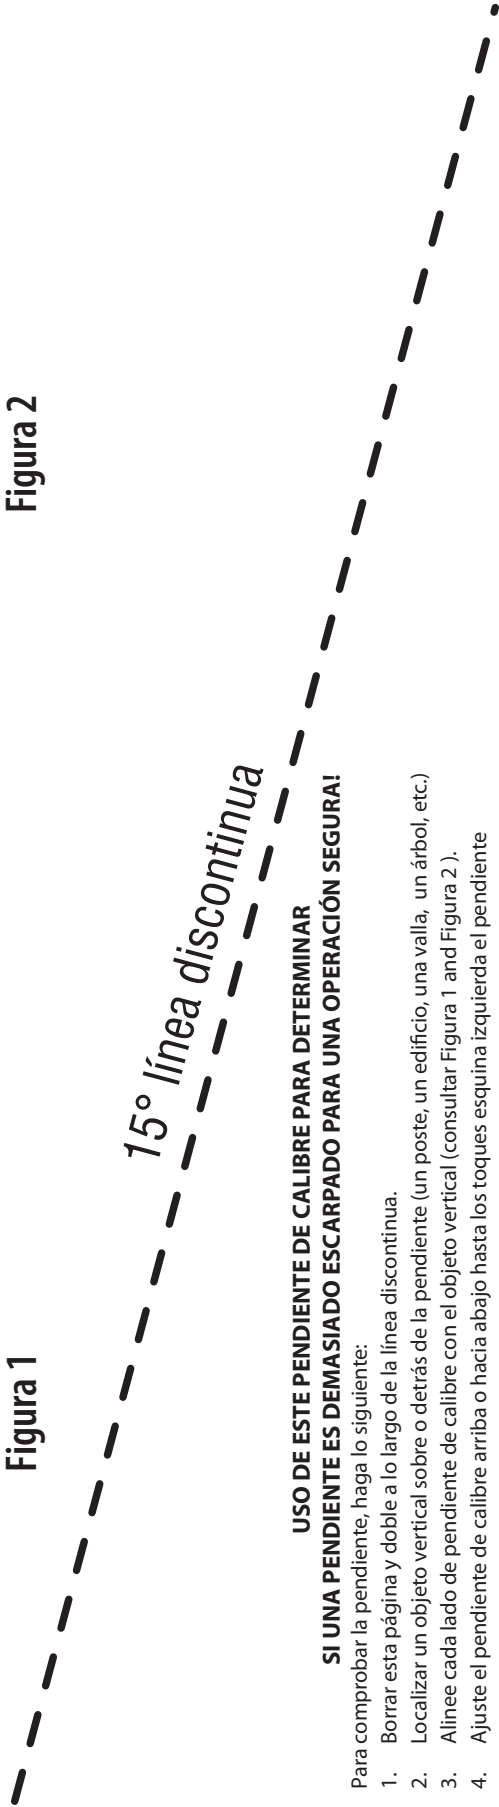 Figura 1
Figura 2
15° línea discontinua
USO DE ESTE PENDIENTE DE CALIBRE PARA DETERMINAR
SI UNA PENDIENTE ES DEMASIADO ESCARPADO PARA UNA OPERACIÓN SEGURA!
Para comprobar la pendiente, haga lo siguiente:
1. Borrar esta página y doble a lo largo de la línea discontinua.
2. Localizar un objeto vertical sobre o detrás de la pendiente (un poste, un edificio, una valla, un árbol, etc.)
3. Alinee cada lado de pendiente de calibre con el objeto vertical (consultar Figura 1 and Figura 2 ).
4. Ajuste el pendiente de calibre arriba o hacia abajo hasta los toques esquina izquierda el pendiente